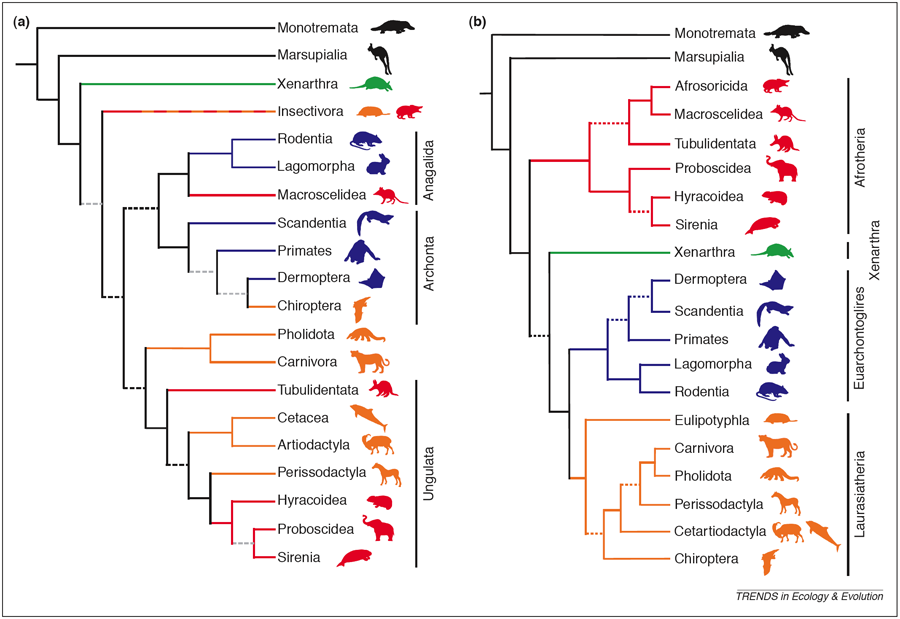 (a)
Monotremata
Marsupialia
Xenarthra
Insectivora
Rodentia
Lagomorpha
Macroscelidea
Anagalida
Scandentia
Primates
Dermoptera
Chiroptera
Archonta
Pholidota
Carnivora
Tubulidentata
Cetacea
Artiodactyla
Perissodactyla
Hyracoidea
Proboscidea
Sirenia
Ungulata
(b)
Monotremata
Marsupialia
Afrosoricida
Macroscelidea
Tubulidentata
Proboscidea
Hyracoidea
Sirenia
Afrotheria
Xenarthra
Xenarthra
Dermoptera
Scandentia
Primates
Lagomorpha
Rodentia
Euarchontoglires
Eulipotyphla
Carnivora
Pholidota
Perissodactyla
Cetartiodactyla
Chiroptera
Laurasiatheria
TRENDS in Ecology & Evolution